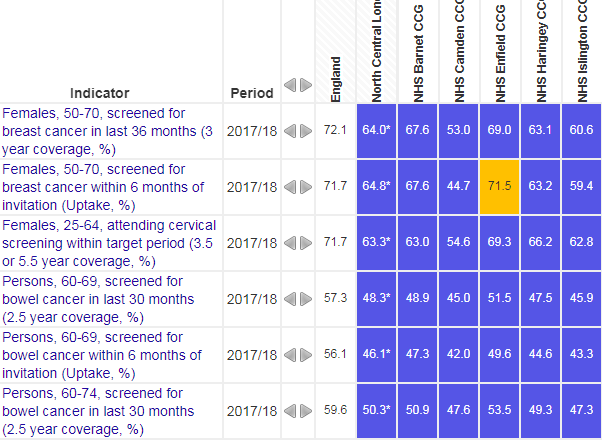 Indicator Period England North Central Lon NHS Barnet CCG NHS Camden CCG NHS Enfield CCG NHS Haringey CCG NHS Islington CCG
Females, 50-70, screened for
breast cancer in last 36 months (3
year coverage, %)
2017/18 72.1 64.0* 67.6 53.0 69.0 63.1 60.6
Females, 50-70, screened for
breast cancer within 6 months of
invitation (Uptake, %)
2017/18 71.7 64.8* 67.6 44.7 71.5 63.2 59.4
Females, 25-64, attending cervical
screening within target period (3.5
or 5.5 year coverage, %)
2017/18 71.7 63.3* 63.0 54.6 69.3 66.2 62.8
Persons, 60-69, screened for
bowel cancer in last 30 months
(2.5 year coverage, %)
2017/18 57.3 48.3* 48.9 45.0 51.5 47.5 45.9
Persons, 60-69, screened for
bowel cancer within 6 months of
invitation (Uptake, %)
2017/18 56.1 46.1* 47.3 42.0 49.6 44.6 43.3
Persons, 60-74, screened for
bowel cancer in last 30 months
(2.5 year coverage, %)
2017/18 59.6 50.3* 50.9 47.6 53.5 49.3 47.3